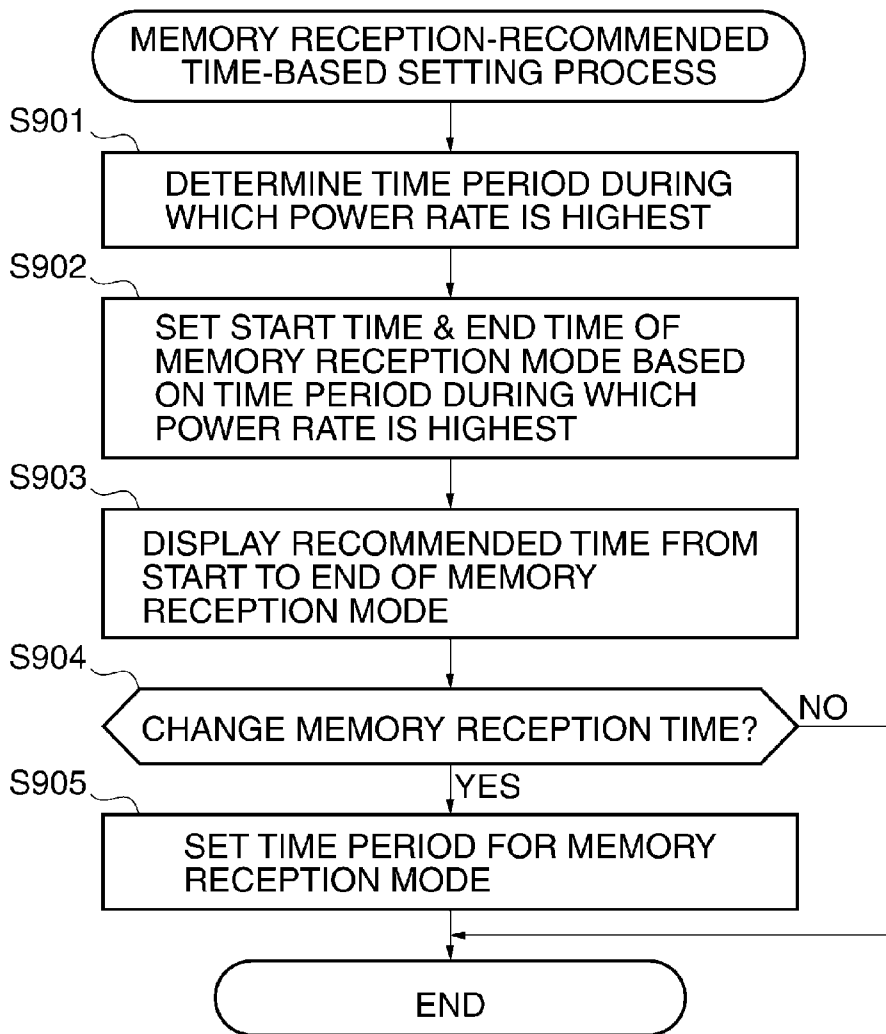 MEMORY RECEPTION-RECOMMENDED
TIME-BASED SETTING PROCESS
S901
DETERMINE TIME PERIOD DURING
WHICH POWER RATE IS HIGHEST
S902
SET START TIME & END TIME OF
MEMORY RECEPTION MODE BASED
ON TIME PERIOD DURING WHICH
POWER RATE IS HIGHEST
S903
DISPLAY RECOMMENDED TIME FROM
START TO END OF MEMORY
RECEPTION MODE
S904
CHANGE MEMORY RECEPTION TIME?
NO
YES
S905
SET TIME PERIOD FOR MEMORY
RECEPTION MODE
END